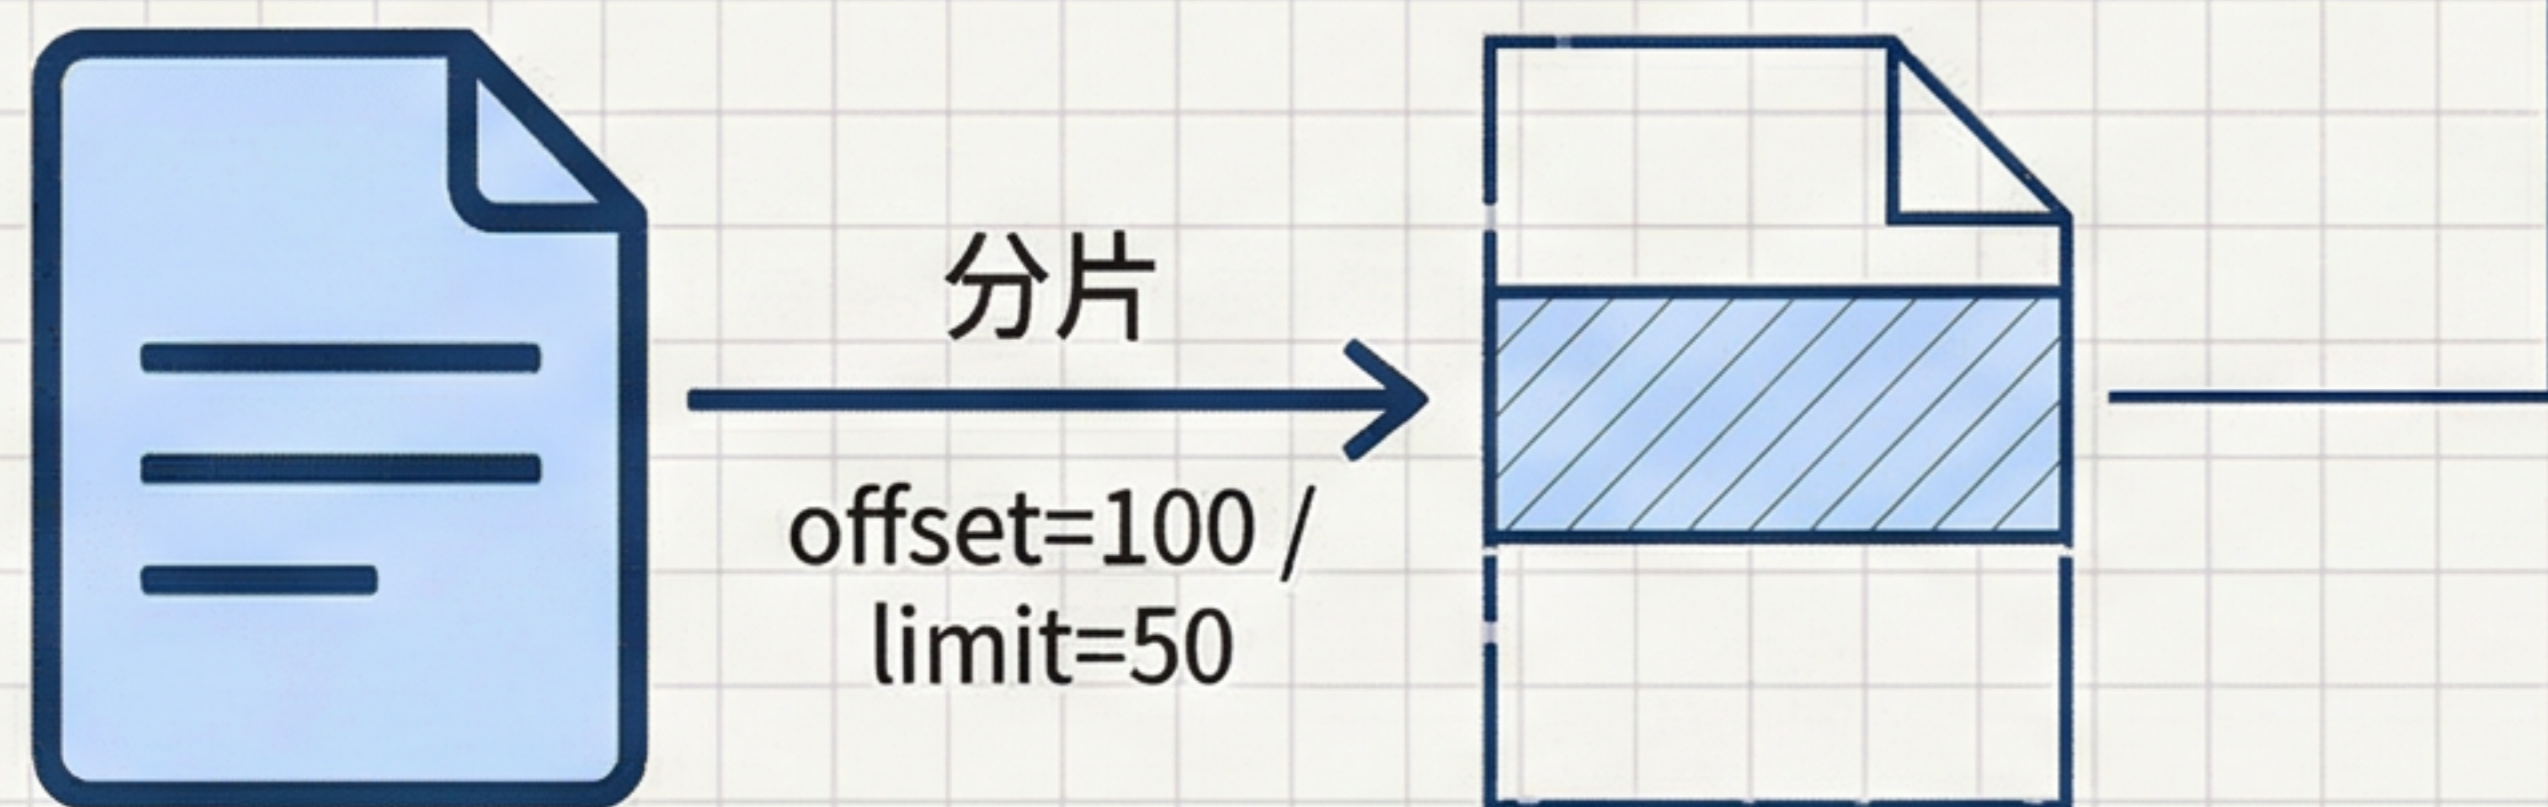 分片
offset=100 /
limit=50